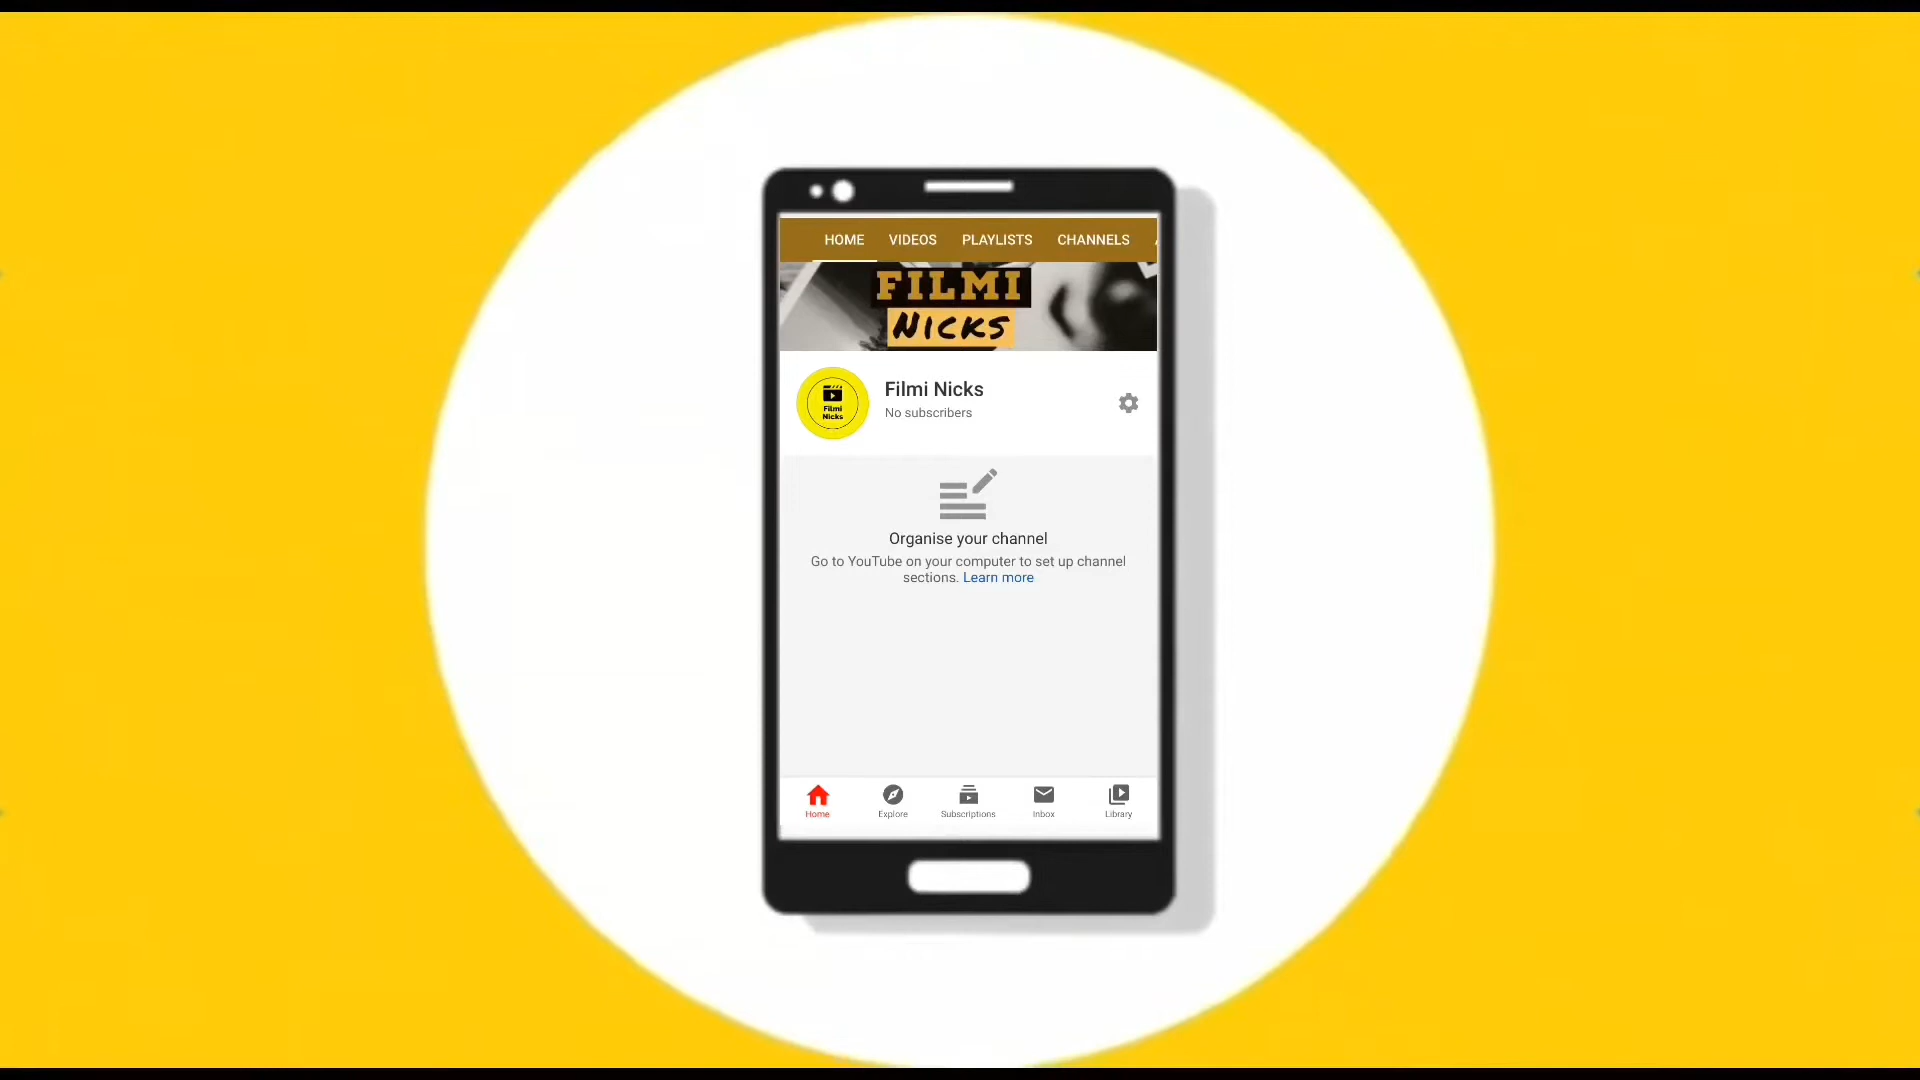 HOME VIDEOS PLAYLISTS CHANNELS
FILMI
NICKS
Filmi
Nicks
Filmi Nicks
No subscribers
Organise your channel
Go to YouTube on your computer to set up channel
sections. Learn more
Home Explore Subscriptions Inbox Library